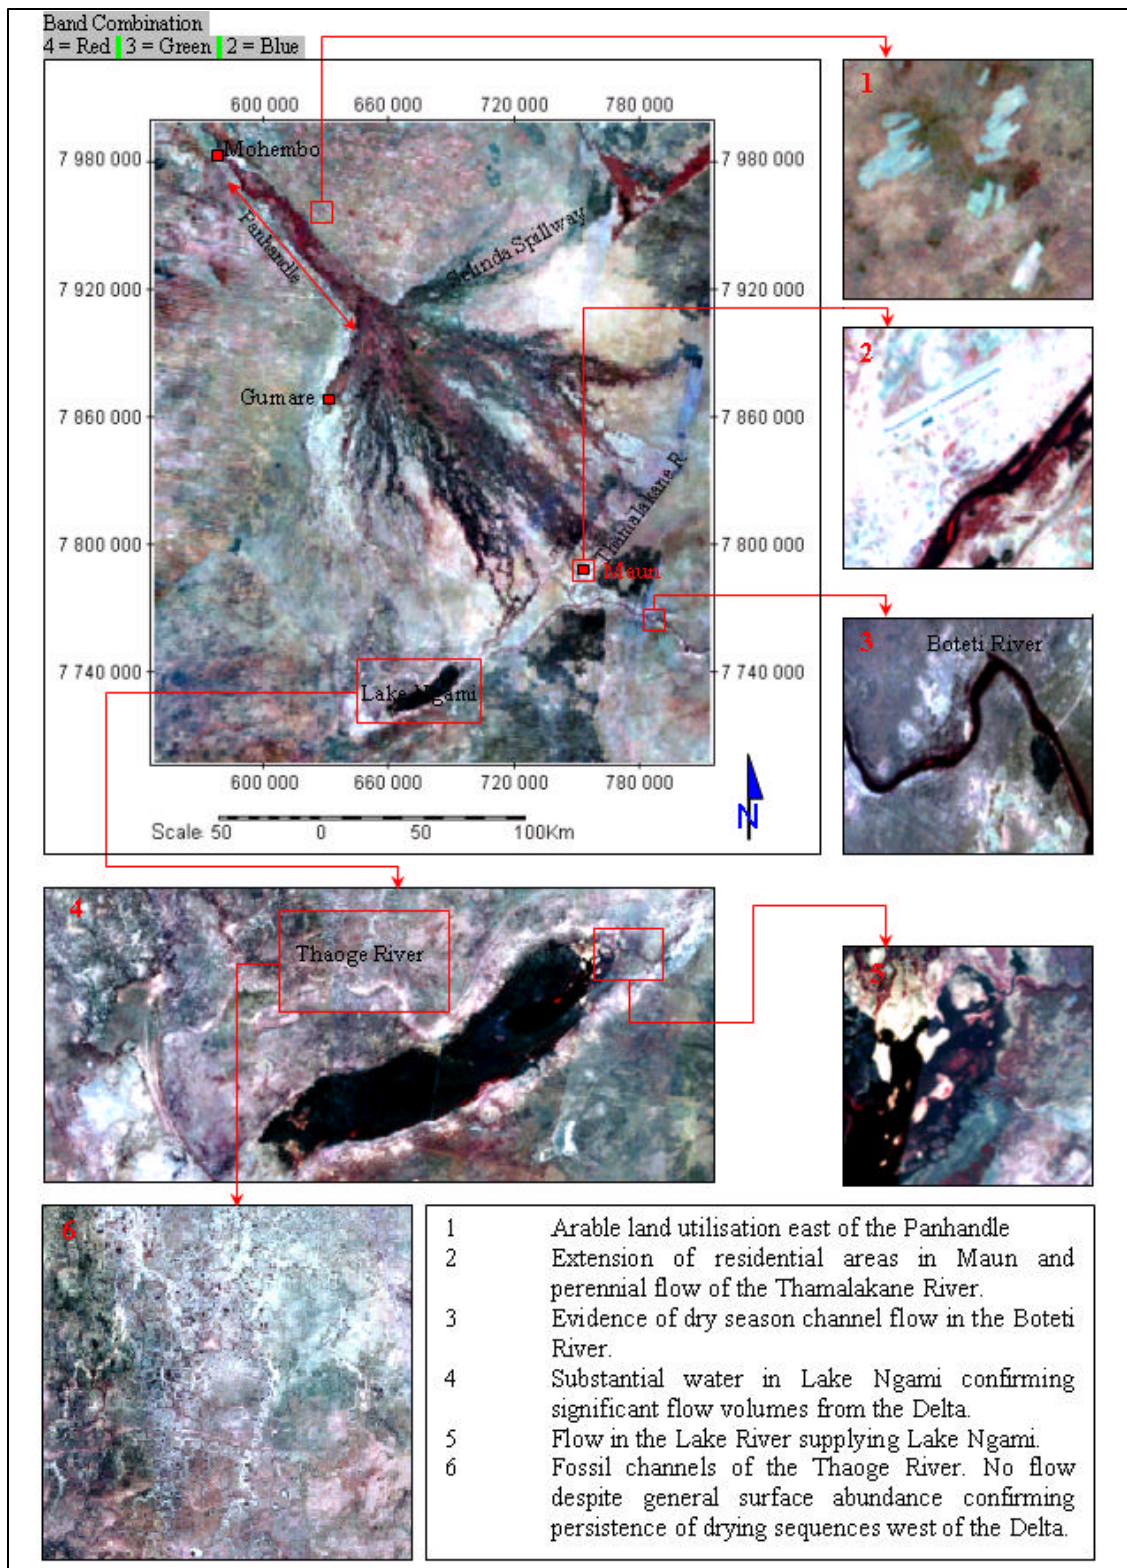 Band Combination
4 = Red 3 = Green 2 = Blue
600 000 660 000 720 000 780 000
7 980 000 Mohembo 7 980 000
Panhandle
Selinda Spillway
7 920 000 7 920 000
Gumare
7 860 000 7 860 000
Thamalakane R
7 800 000 7 800 000
Maun
7 740 000 7 740 000
Lake Ngami
600 000 660 000 720 000 780 000
Scale 50 0 50 100Km
N
1
2
3
Boteti River
4
Thaoge River
5
6
1 Arable land utilisation east of the Panhandle
2 Extension of residential areas in Maun and
perennial flow of the Thamalakane River.
3 Evidence of dry season channel flow in the Boteti
River.
4 Substantial water in Lake Ngami confirming
significant flow volumes from the Delta.
5 Flow in the Lake River supplying Lake Ngami.
6 Fossil channels of the Thaoge River. No flow
despite general surface abundance confirming
persistence of drying sequences west of the Delta.